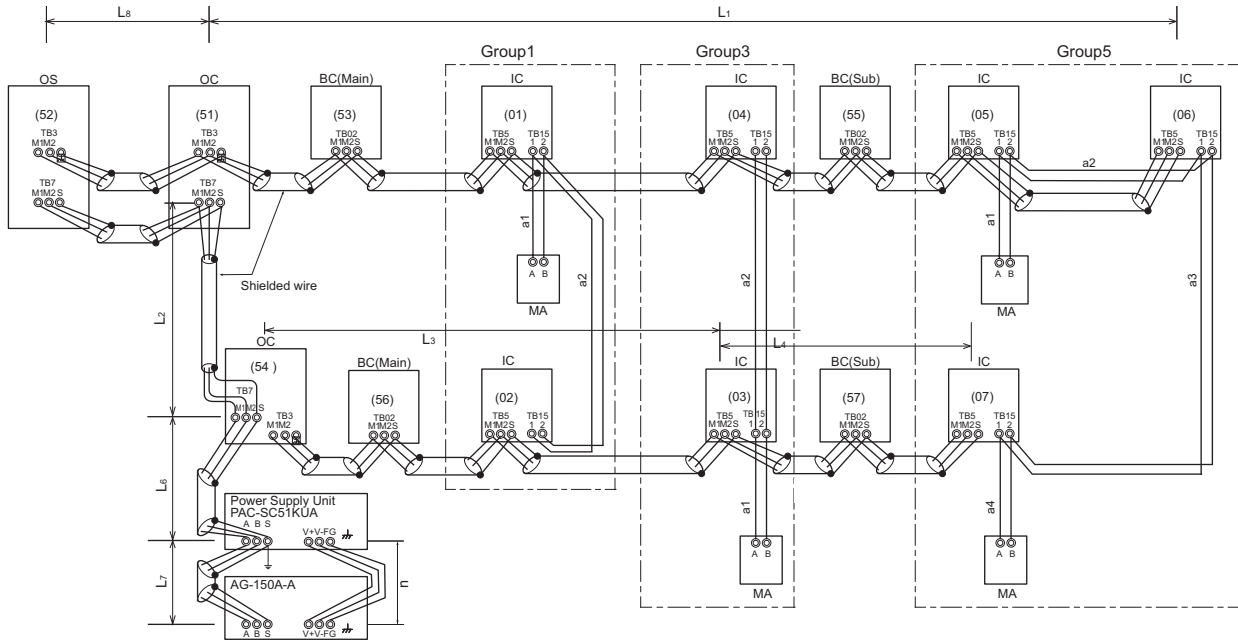 L8
L1
Group1
Group3
Group5
OS
OC
BC(Main)
IC
IC
BC(Sub)
IC
IC
(52)
(51)
(53)
(01)
(04)
(55)
(05)
(06)
TB3
M1M2
TB3
M1M2
TB02
M1M2S
TB5
M1M2S
TB15
1 2
TB5
M1M2S
TB15
1 2
TB02
M1M2S
TB5
M1M2S
TB15
1 2
TB5
M1M2S
TB15
1 2
a2
TB7
M1M2 S
TB7
M1M2 S
a1
a2
a2
a1
a3
A B
MA
A B
MA
Shielded wire
L2
L3
L4
OC
BC(Main)
IC
IC
BC(Sub)
IC
(54 )
(56)
(02)
(03)
(57)
(07)
TB7
M1M2 S
TB3
M1 M2
TB02
M1M2S
TB5
M1M2S
TB15
1 2
TB5
M1M2S
TB15
1 2
TB02
M1M2S
TB5
M1M2S
TB15
1 2
L6
a1
a4
Power Supply Unit
PAC-SC51KUA
A B S
V+V-FG
A B
MA
A B
MA
L7
n
AG-150A-A
A B S
V+V-FG